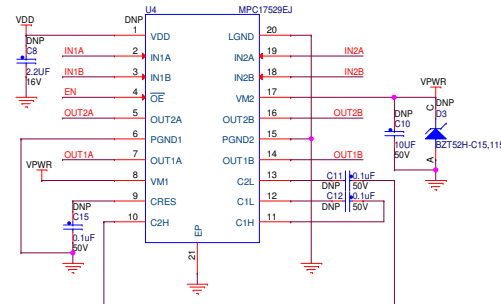 U4
MPC17529EJ
VDD
DNP
DNP
C8
2.2UF
16V
IN1A
IN1B
EN
OUT2A
OUT1A
VPWR
DNP
C15
0.1uF
50V
1 VDD
2 IN1A
3 IN1B
4 OE
5 OUT2A
6 PGND1
7 OUT1A
8 VM1
9 CRES
10 C2H
EP
21
LGND 20
IN2A 19
IN2B 18
VM2 17
OUT2B 16
PGND2 15
OUT1B 14
C2L 13
C1L 12
C1H 11
IN2A
IN2B
OUT2B
OUT1B
C11 0.1uF
50V
C12 0.1uF
DNP 50V
DNP
C10
10UF
50V
VPWR
C
DNP
D3
BZT52H-C15,115
A